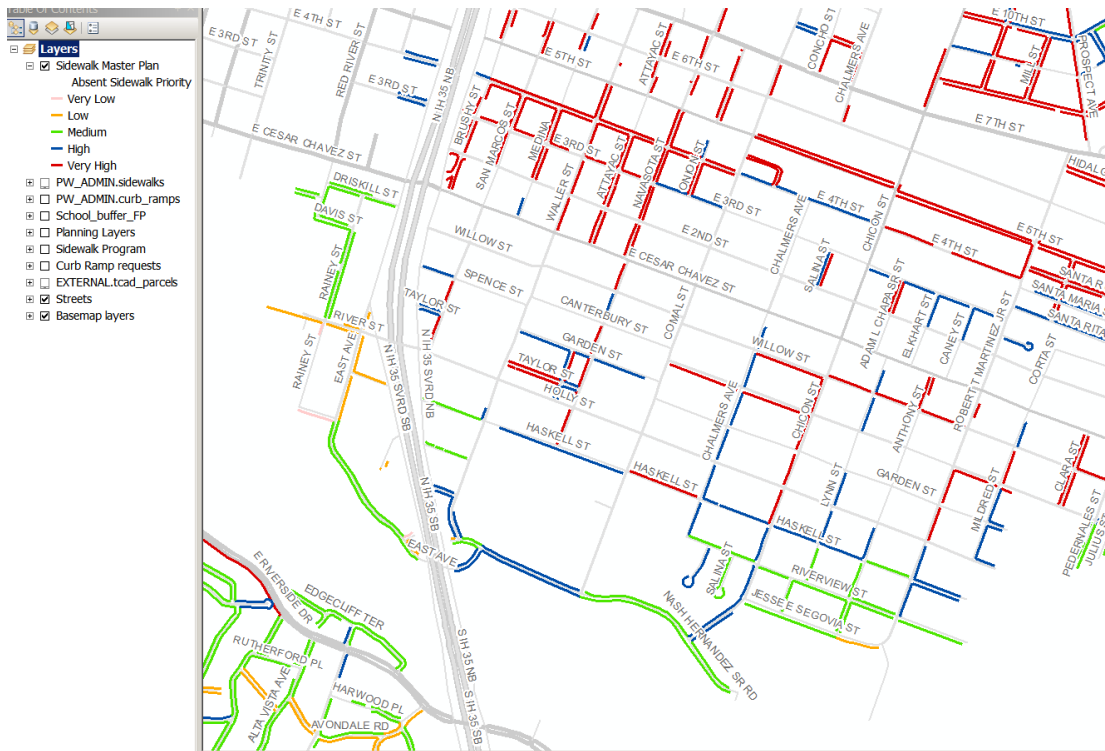 Table Of Contents
Layers
Sidewalk Master Plan
Absent Sidewalk Priority
Very Low
Low
Medium
High
Very High
PW_ADMIN.sidewalks
PW_ADMIN.curb_ramps
School_buffer_FP
Planning Layers
Sidewalk Program
Curb Ramp requests
EXTERNAL.tcad_parcels
Streets
Basemap layers
E 4TH ST
E 3RD ST
TRINITY ST
RED RIVER ST
E 3RD ST
N IH 35 NB
E CESAR CHAVEZ ST
E 5TH ST
ATTAYAC ST
E 6TH ST
CONCHO ST
CHALMERS AVE
E 10TH ST
MILL ST
PROSPECT AVE
E 7TH ST
HIDALG
BRUSHY ST
SAN MARCOS ST
MEDINA
E 3RD ST
WALLER ST
ATTAYAC ST
NAVASOTA ST
ONION ST
E 3RD ST
E 2ND ST
CHALMERS AVE
E 4TH ST
CHICON ST
E 4TH ST
E 5TH ST
SANTA R
SANTA MARIA S
SANTA RITA
DRISKILL ST
DAVIS ST
RAINEY ST
WILLOW ST
SPENCE ST
TAYLOR ST
E CESAR CHAVEZ ST
CANTERBURY ST
COMAL ST
SALINA ST
ADAM L CHAPA SR ST
ELKHART ST
CANEY ST
ROBERT T MARTINEZ JR ST
CORTA ST
RIVER ST
RAINEY ST
EAST AVE
N IH 35 SVRD SB
N IH 35 SVRD NB
GARDEN ST
TAYLOR ST
HOLLY ST
WILLOW ST
CHALMERS AVE
CHICON ST
ANTHONY ST
HASKELL ST
HASKELL ST
LYNN ST
GARDEN ST
MILDRED ST
CLARA ST
PEDERNALES ST
JULIUS ST
N IH 35 SB
EAST AVE
HASKELL ST
SALINA ST
RIVERVIEW ST
JESSE E SEGOVIA ST
NASH HERNANDEZ SR RD
E RIVERSIDE DR
EDGECLIFF TER
RUTHERFORD PL
ALTA VISTA AVE
HARWOOD PL
AVONDALE RD
S IH 35 NB
S IH 35 SB